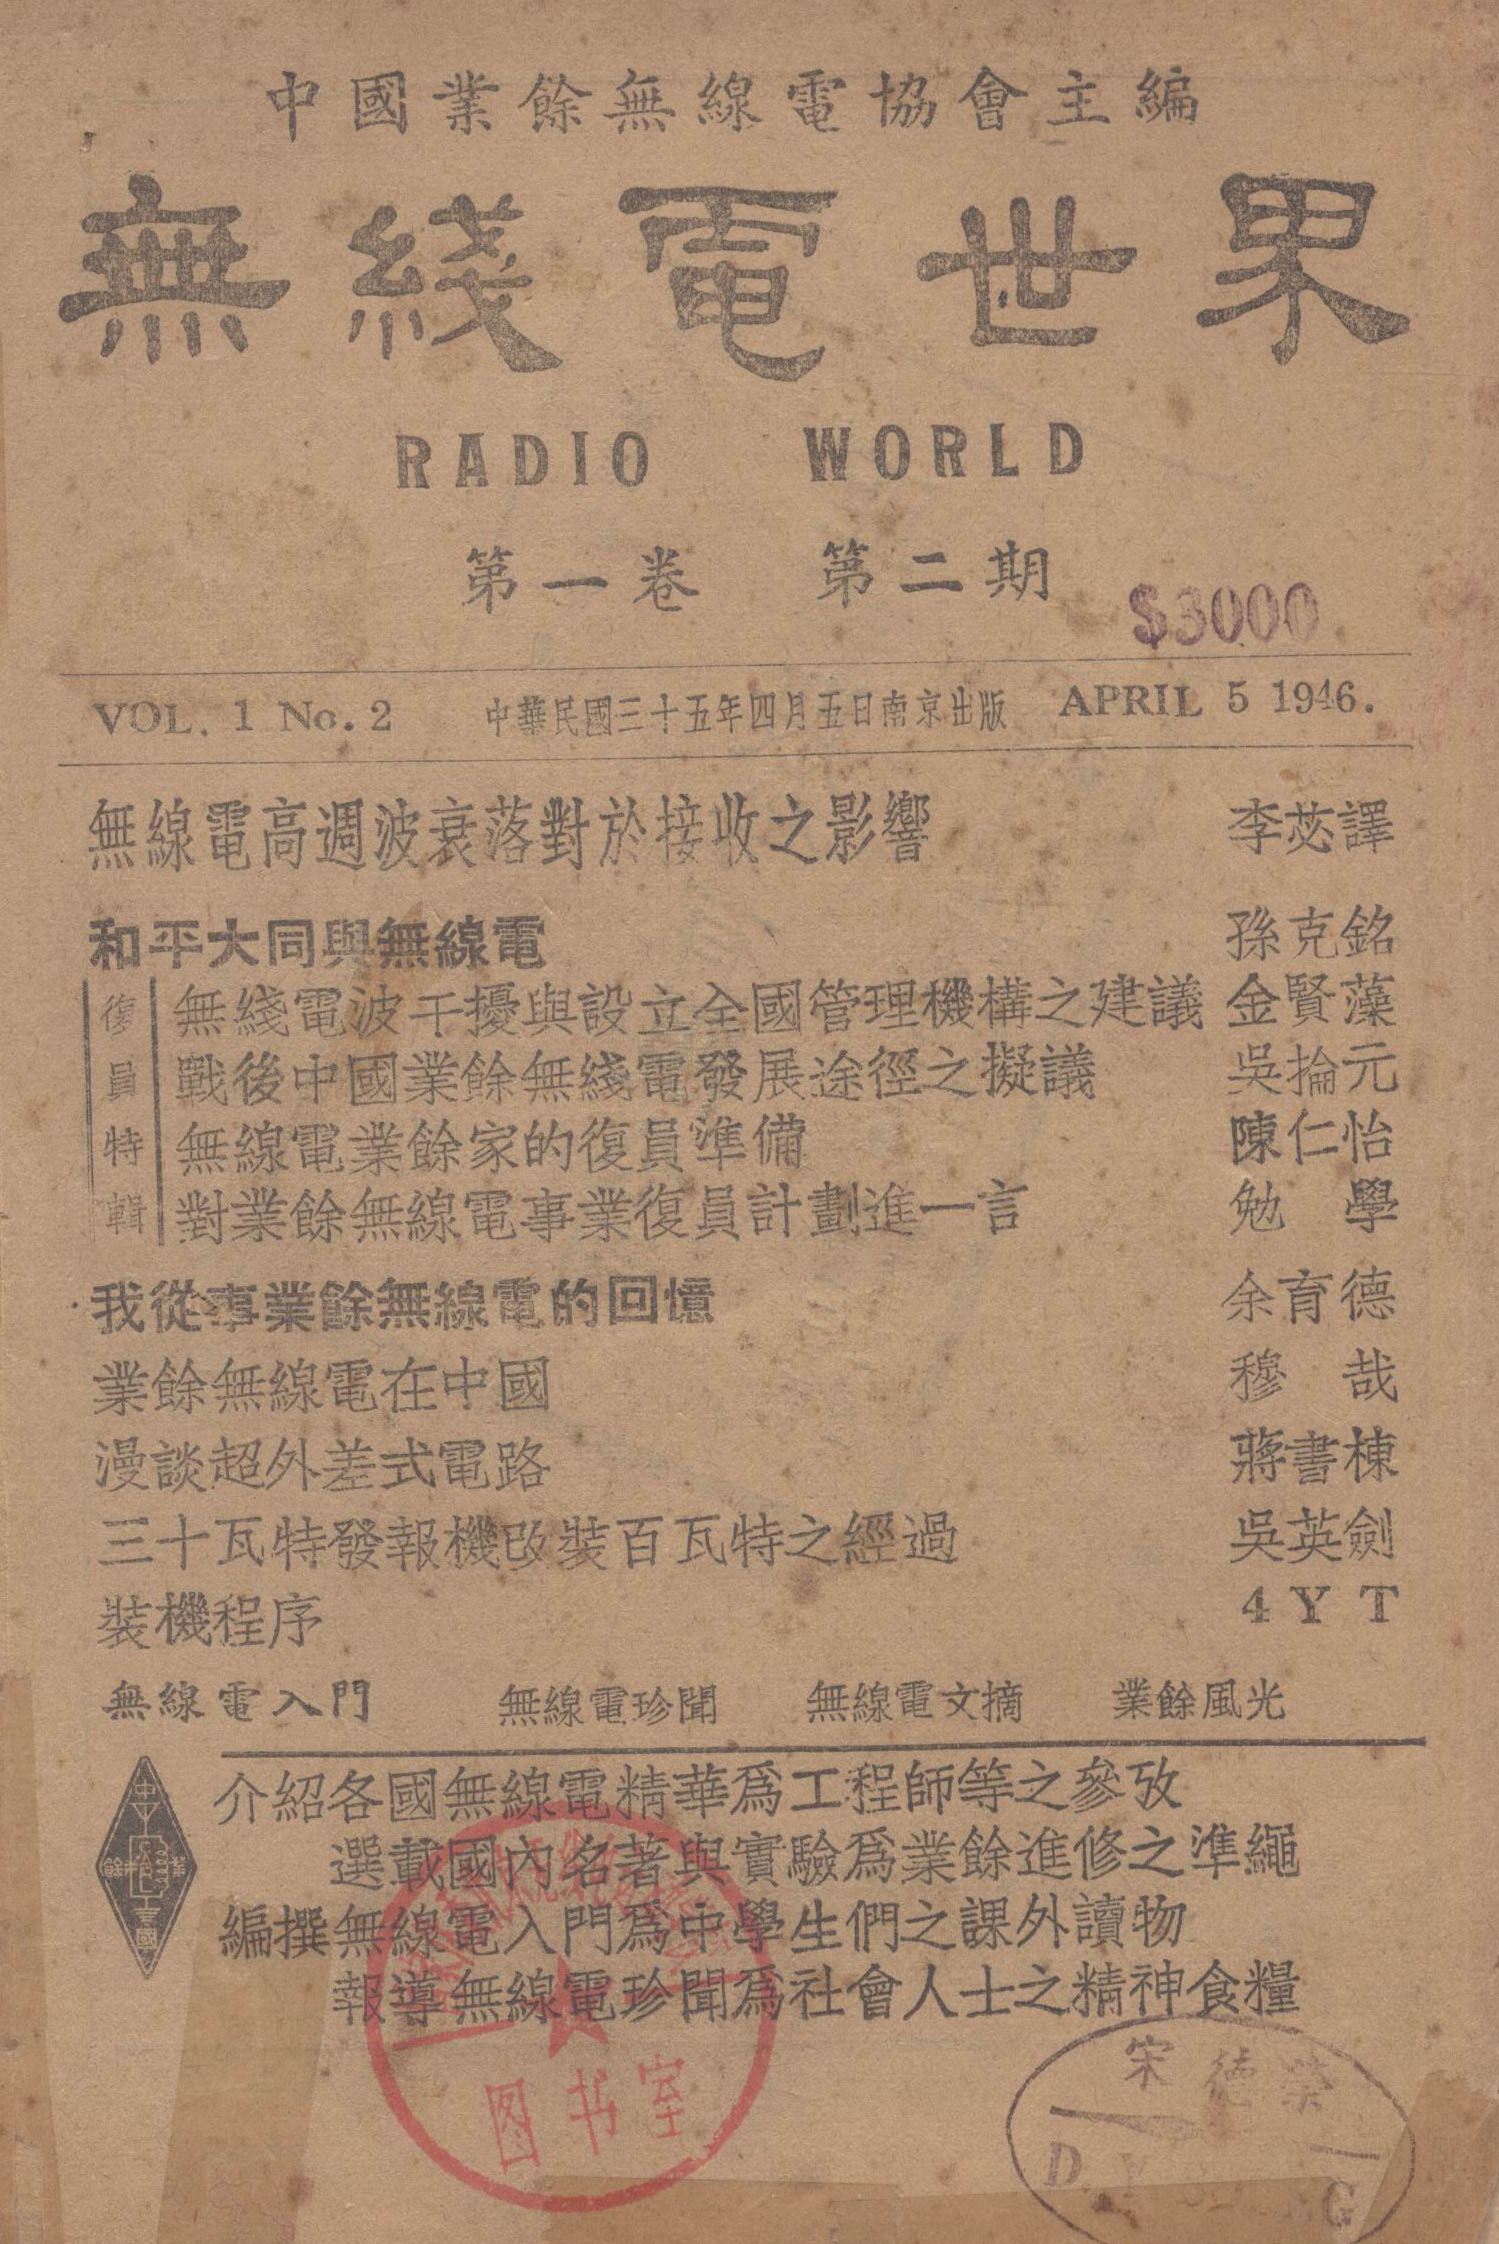 中國業餘無線電協會主編
無綫電世界
RADIO WORLD
第一卷 第二期
$3000
VOL. 1 No. 2 中華民國三十五年四月五日南京出版 APRIL 5 1946.
無線電高週波衰落對於接收之影響 李苾譯
和平大同與無線電 孫克銘
復員特輯
無綫電波干擾與設立全國管理機構之建議 金賢藻
戰後中國業餘無綫電發展途徑之擬議 吳掄元
無線電業餘家的復員準備 陳仁怡
對業餘無線電事業復員計劃進一言 勉學
我從事業餘無線電的回憶 余育德
業餘無線電在中國 穆哉
漫談超外差式電路 蔣書棟
三十瓦特發報機改裝百瓦特之經過 吳英劍
裝機程序 4YT
無線電入門 無線電珍聞 無線電文摘 業餘風光
介紹各國無線電精華爲工程師等之參攷
選載國內名著與實驗爲業餘進修之準繩
編撰無線電入門爲中學生們之課外讀物
報導無線電珍聞爲社會人士之精神食糧
图书室
宋德榮